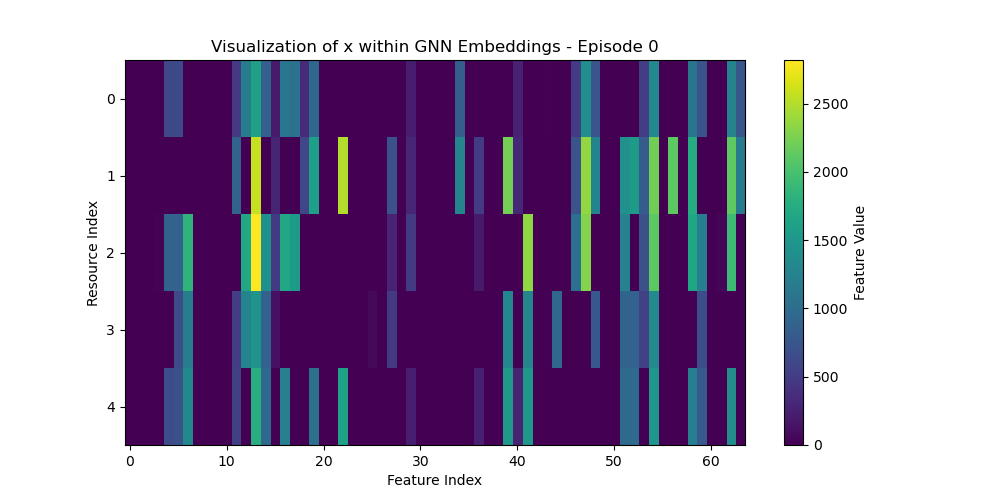 Visualization of x within GNN Embeddings - Episode 0
Resource Index
0
1
2
3
4
0 10 20 30 40 50 60
Feature Index
2500
2000
1500
1000
500
0
Feature Value